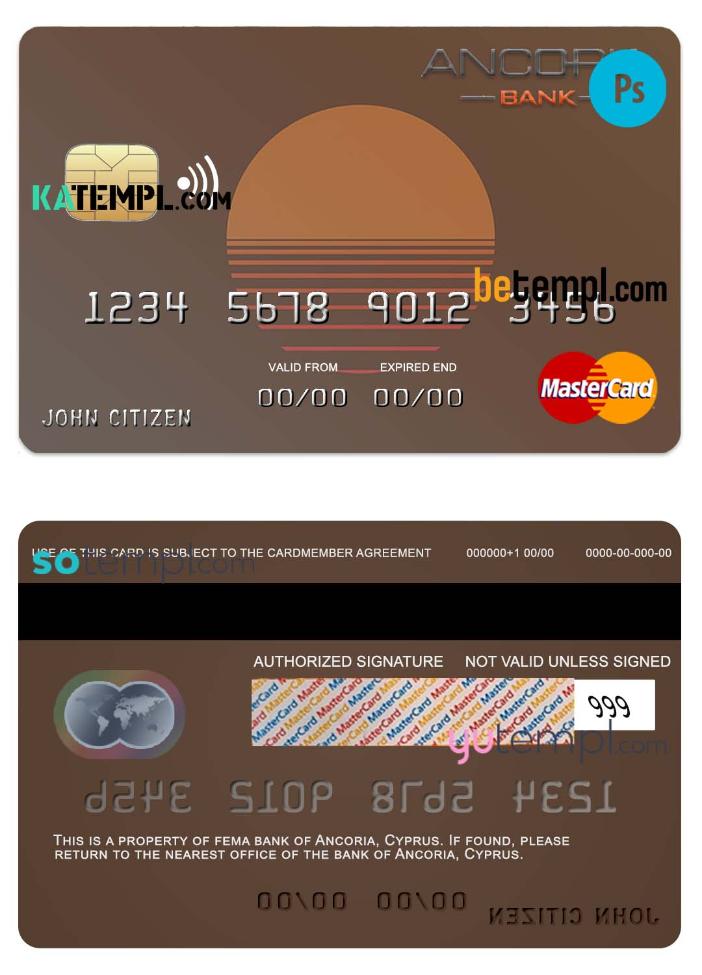 ANCORIA
BANK
Ps
KATEMPL.COM
betempl.com
1234 5678 9012 3456
VALID FROM EXPIRED END
00/00 00/00
MasterCard
JOHN CITIZEN
USE OF THIS CARD IS SUBJECT TO THE CARDMEMBER AGREEMENT 000000+1 00/00 0000-00-000-00
sotempl.com
AUTHORIZED SIGNATURE NOT VALID UNLESS SIGNED
MasterCard MasterCard MasterCard MasterCard
999
yutempl.com
1234 5678 9012 3456
THIS IS A PROPERTY OF FEMA BANK OF ANCORIA, CYPRUS. IF FOUND, PLEASE
RETURN TO THE NEAREST OFFICE OF THE BANK OF ANCORIA, CYPRUS.
00/00 00/00
JOHN CITIZEN